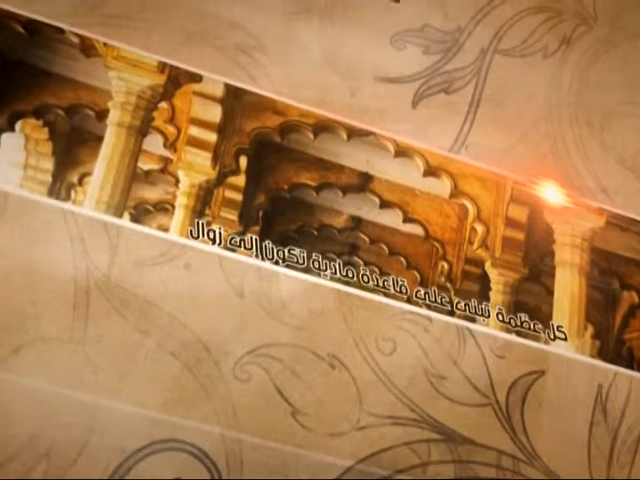 كل عظمة تبنى على قاعدة مادية تكون إلى زوال